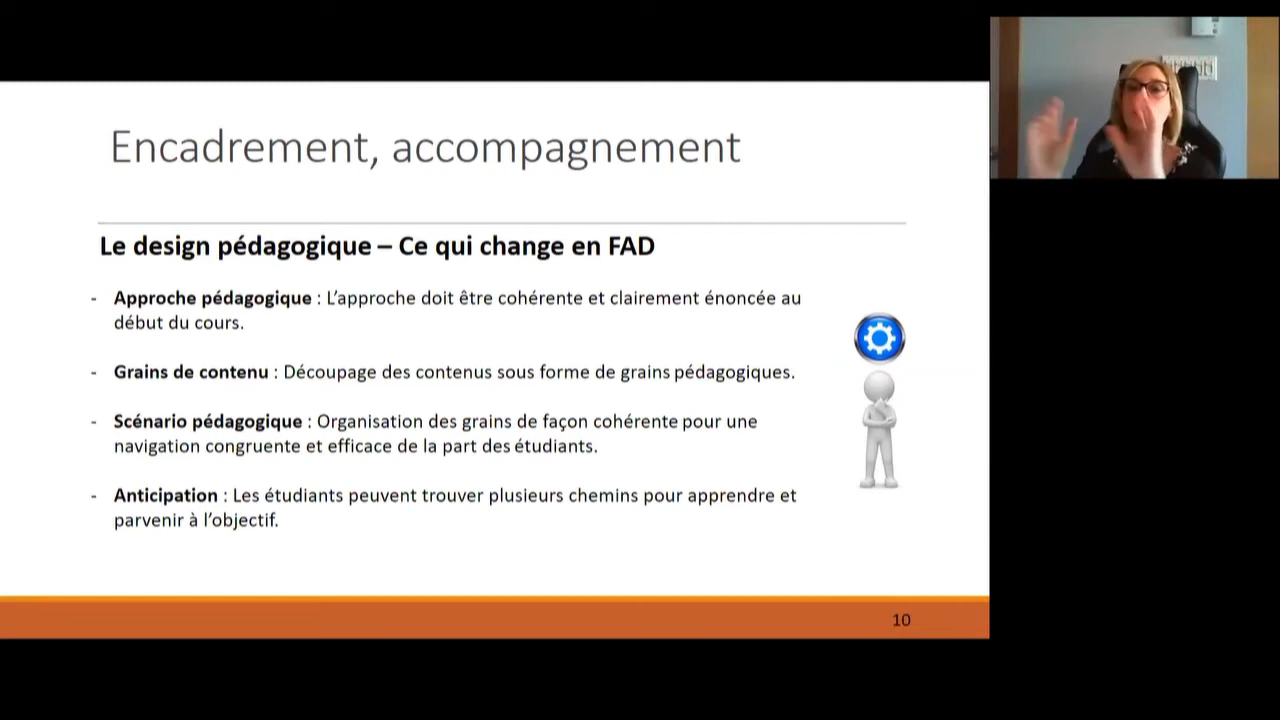 Encadrement, accompagnement
Le design pédagogique – Ce qui change en FAD
- Approche pédagogique : L’approche doit être cohérente et clairement énoncée au
début du cours.
- Grains de contenu : Découpage des contenus sous forme de grains pédagogiques.
- Scénario pédagogique : Organisation des grains de façon cohérente pour une
navigation congruente et efficace de la part des étudiants.
- Anticipation : Les étudiants peuvent trouver plusieurs chemins pour apprendre et
parvenir à l’objectif.
10